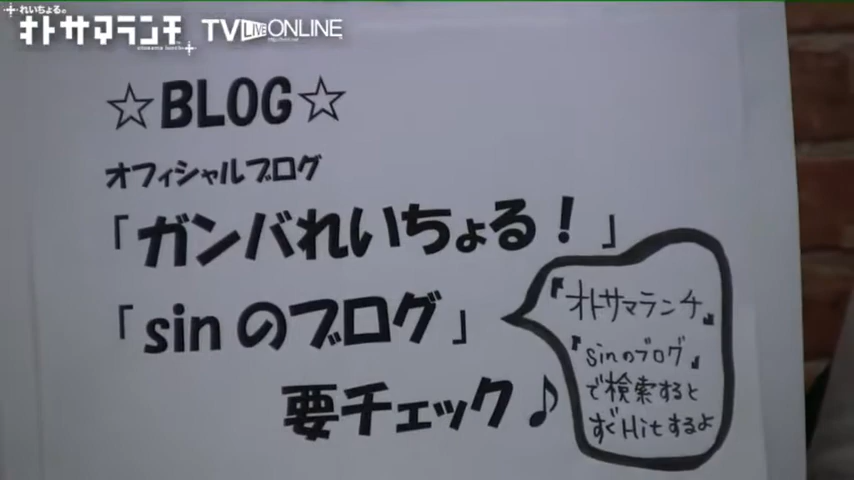 れいちょるの
オトサマランチ
otosama lunch
TV LIVE ONLINE
☆BLOG☆
オフィシャルブログ
「ガンバれいちょる！」
「sinのブログ」
要チェック♪
『オトサマランチ』
『sinのブログ』
で検索すると
すぐHitするよ